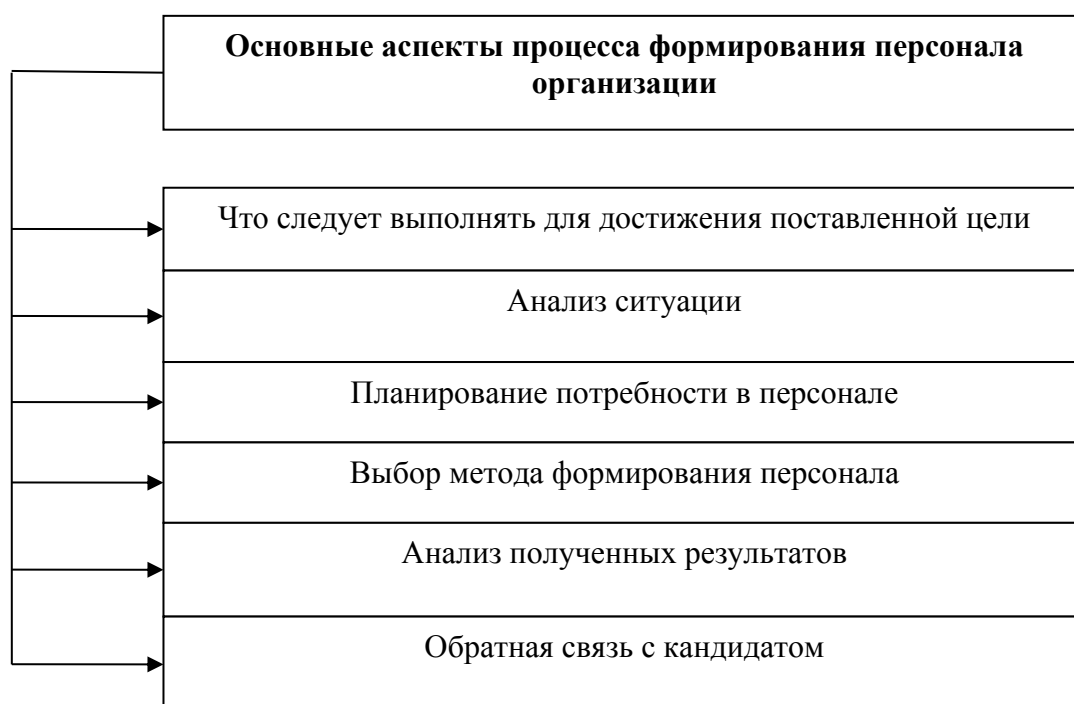 Основные аспекты процесса формирования персонала
организации
Что следует выполнять для достижения поставленной цели
Анализ ситуации
Планирование потребности в персонале
Выбор метода формирования персонала
Анализ полученных результатов
Обратная связь с кандидатом